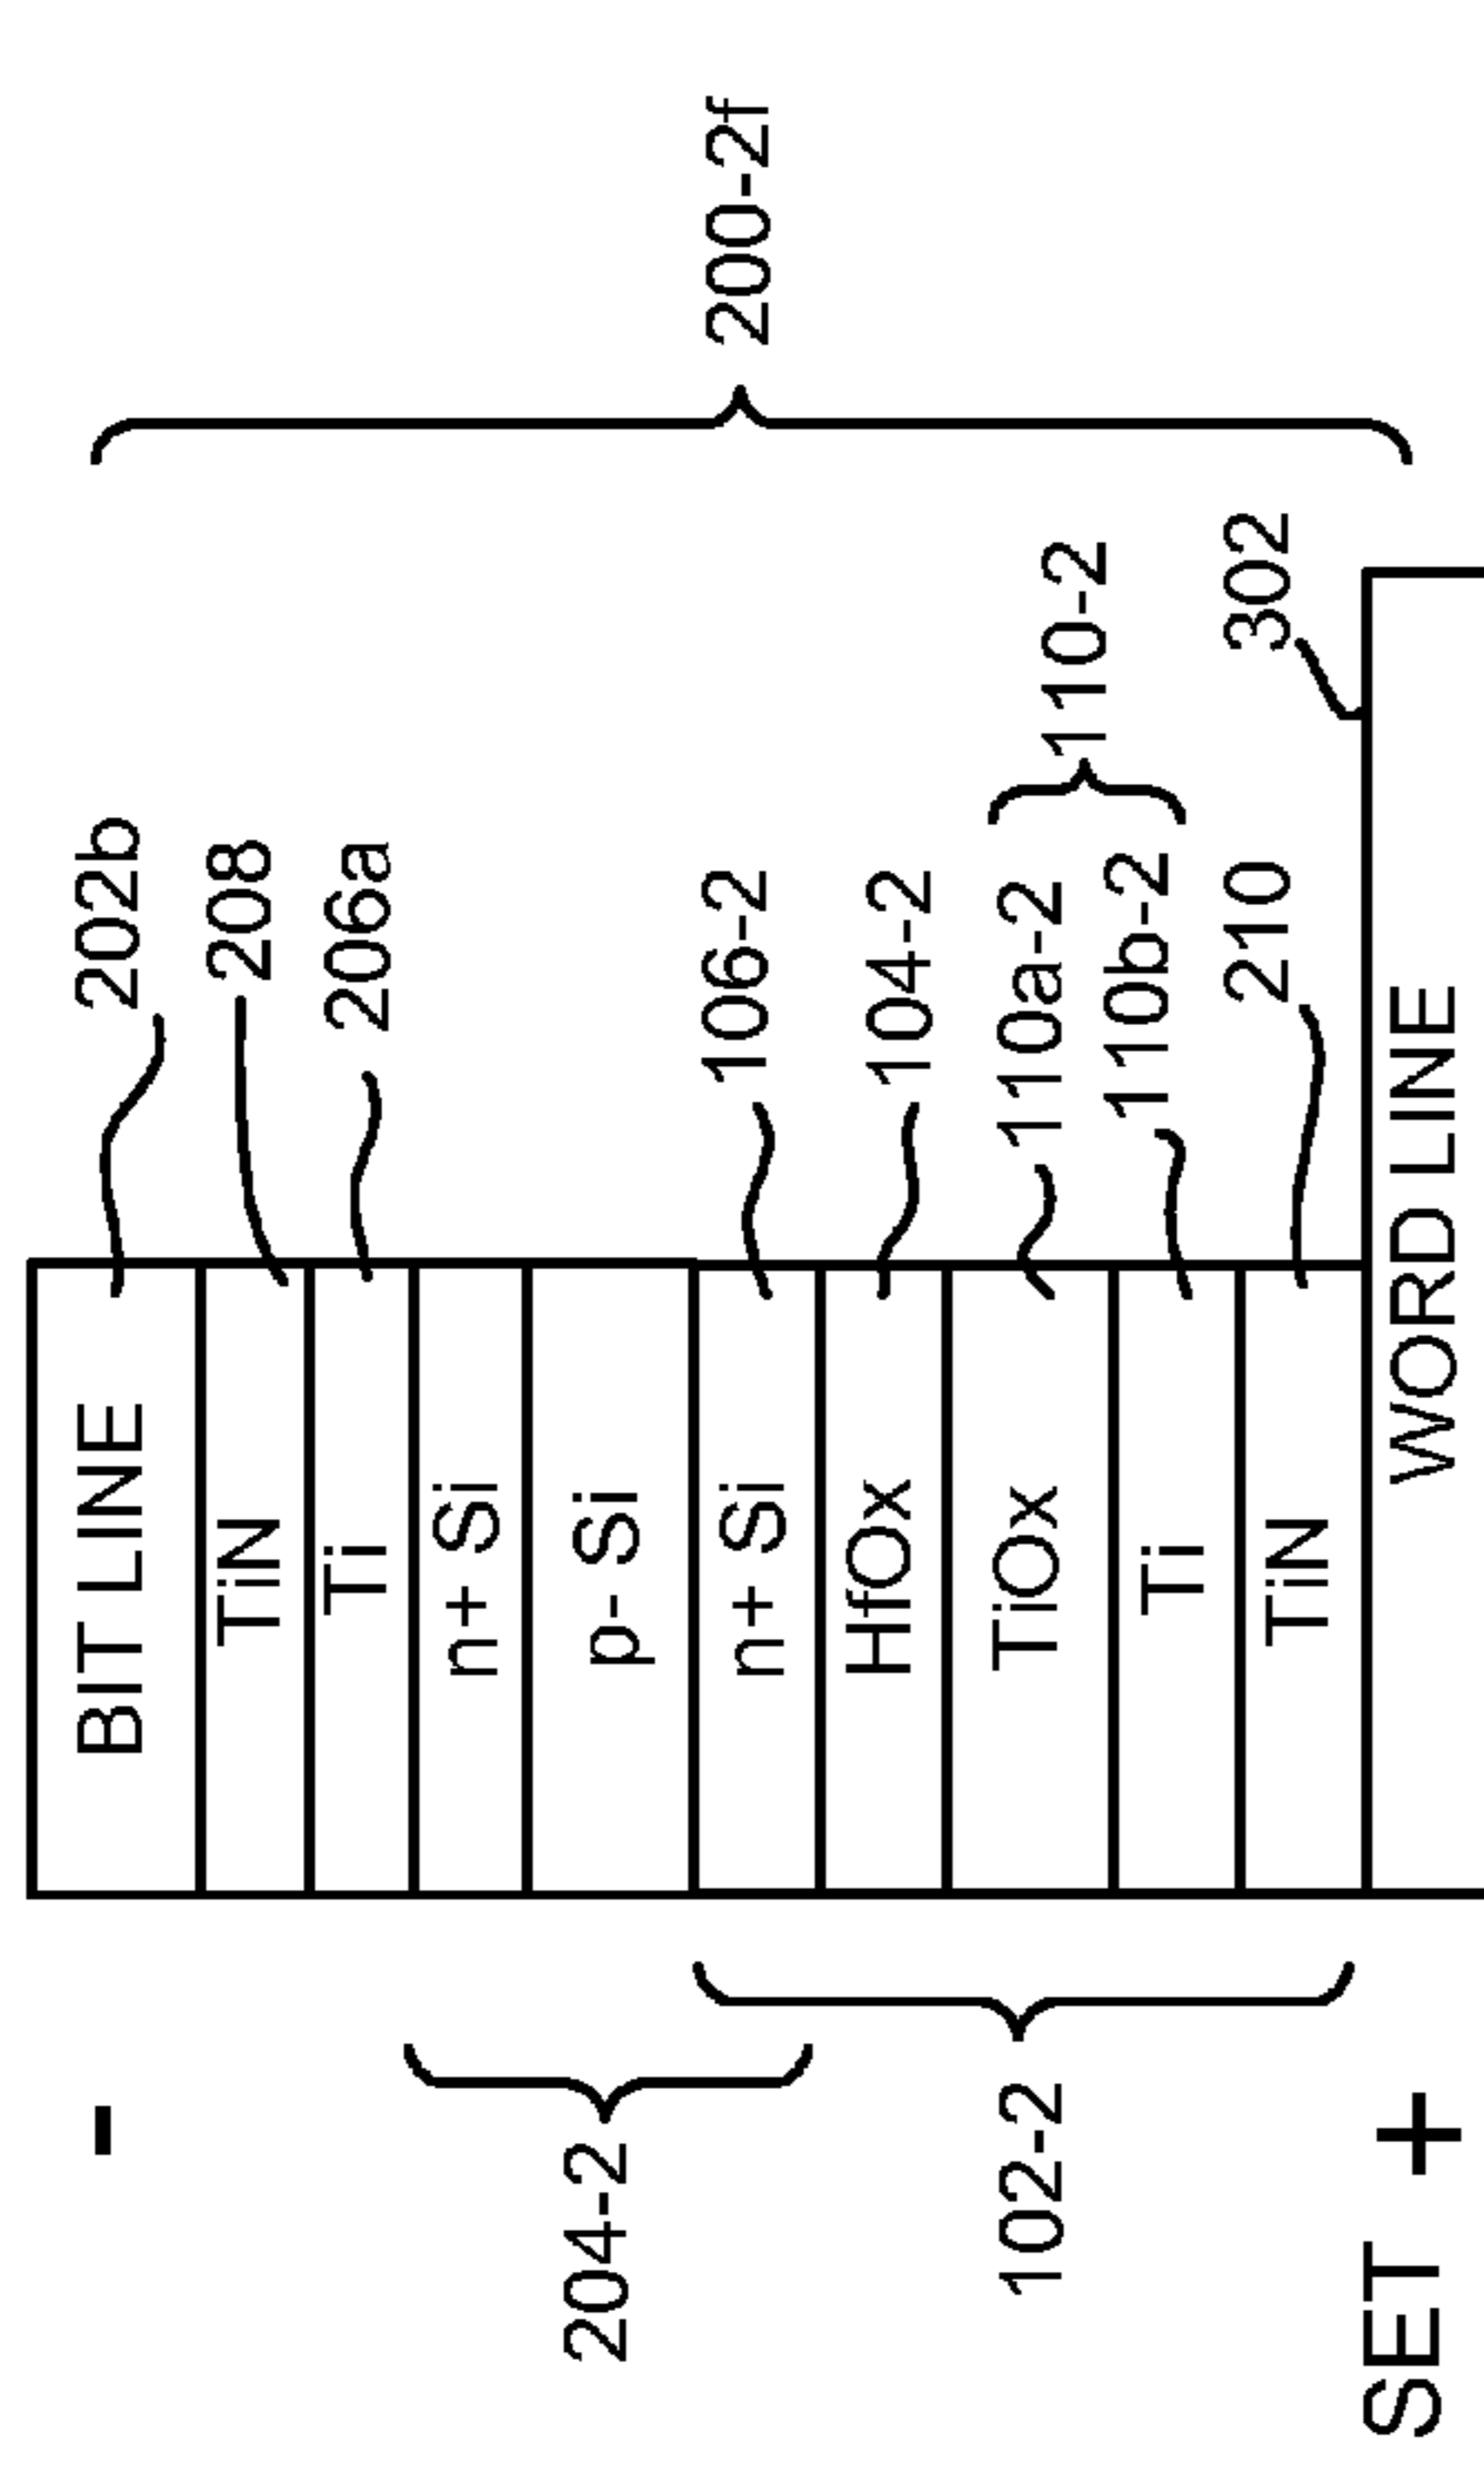 200-2f
202b
208
206a
106-2
104-2
110a-2
110b-2
110-2
210
302
BIT LINE
TiN
Ti
n+ Si
p- Si
n+ Si
HfOx
TiOx
Ti
TiN
WORD LINE
-
204-2
102-2
SET +